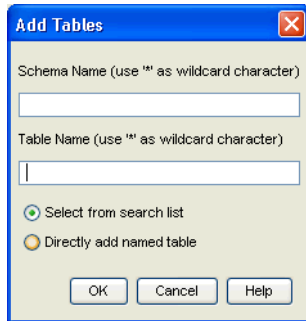 Add Tables
Schema Name (use '*' as wildcard character)
Table Name (use '*' as wildcard character)
Select from search list
Directly add named table
OK Cancel Help